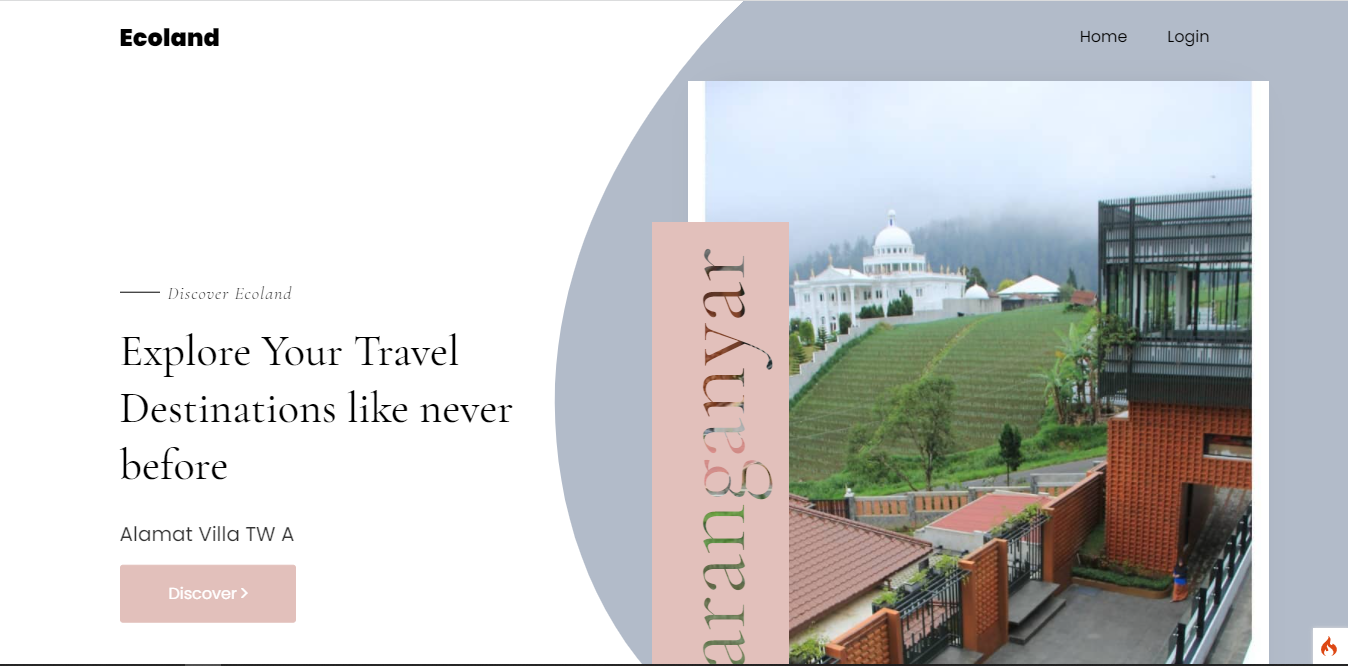 Ecoland
Home
Login
Discover Ecoland
Explore Your Travel
Destinations like never
before
Alamat Villa TW A
Discover >
aranganyar